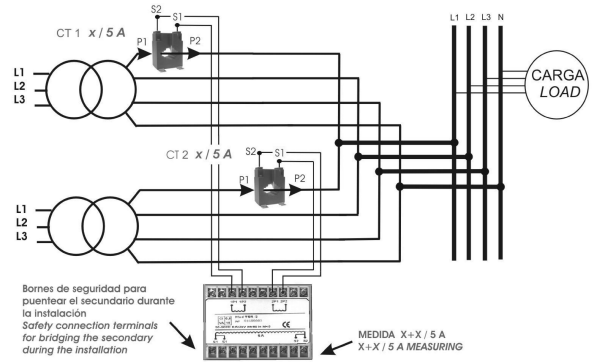 S2 S1
CT 1 x / 5 A
P1 P2
L1 L2 L3 N
L1
L2
L3
CARGA
LOAD
CT 2 x / 5 A
S2 S1
P1 P2
L1
L2
L3
Bornes de seguridad para
puentear el secundario durante
la instalación
Safety connection terminals
for bridging the secondary
during the installation
CE
5 A
MEDIDA X+X / 5 A
X+X / 5 A MEASURING